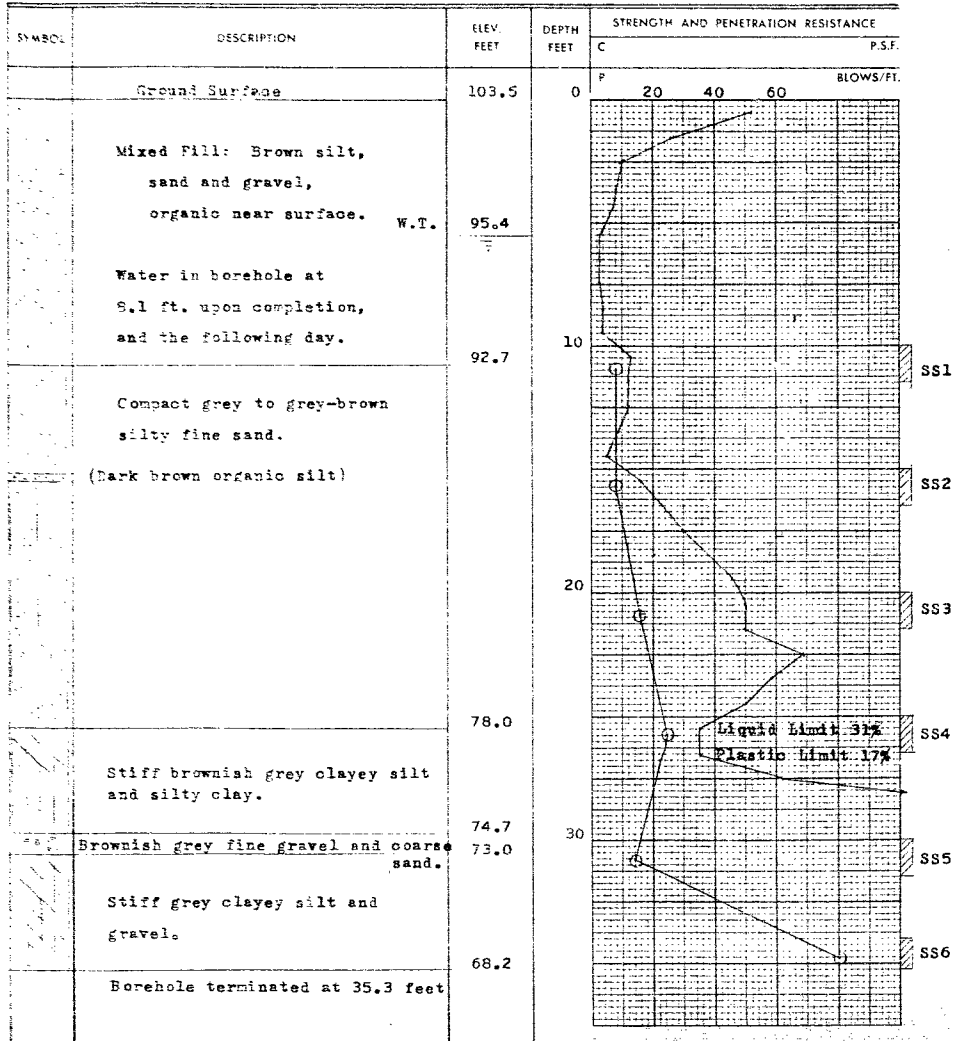 SYMBOL DESCRIPTION ELEV. FEET DEPTH FEET STRENGTH AND PENETRATION RESISTANCE
C P.S.F.
P BLOWS/FT.
Ground Surface 103.5 0 20 40 60
Mixed Fill: Brown silt,
sand and gravel,
organic near surface.
W.T. 95.4
Water in borehole at
8.1 ft. upon completion,
and the following day.
10
92.7
SS1
Compact grey to grey-brown
silty fine sand.
(Dark brown organic silt)
SS2
20
SS3
78.0
Liquid Limit 31%
SS4
Plastic Limit 17%
Stiff brownish grey clayey silt
and silty clay.
74.7
30
Brownish grey fine gravel and coarse
sand.
73.0
SS5
Stiff grey clayey silt and
gravel.
SS6
68.2
Borehole terminated at 35.3 feet